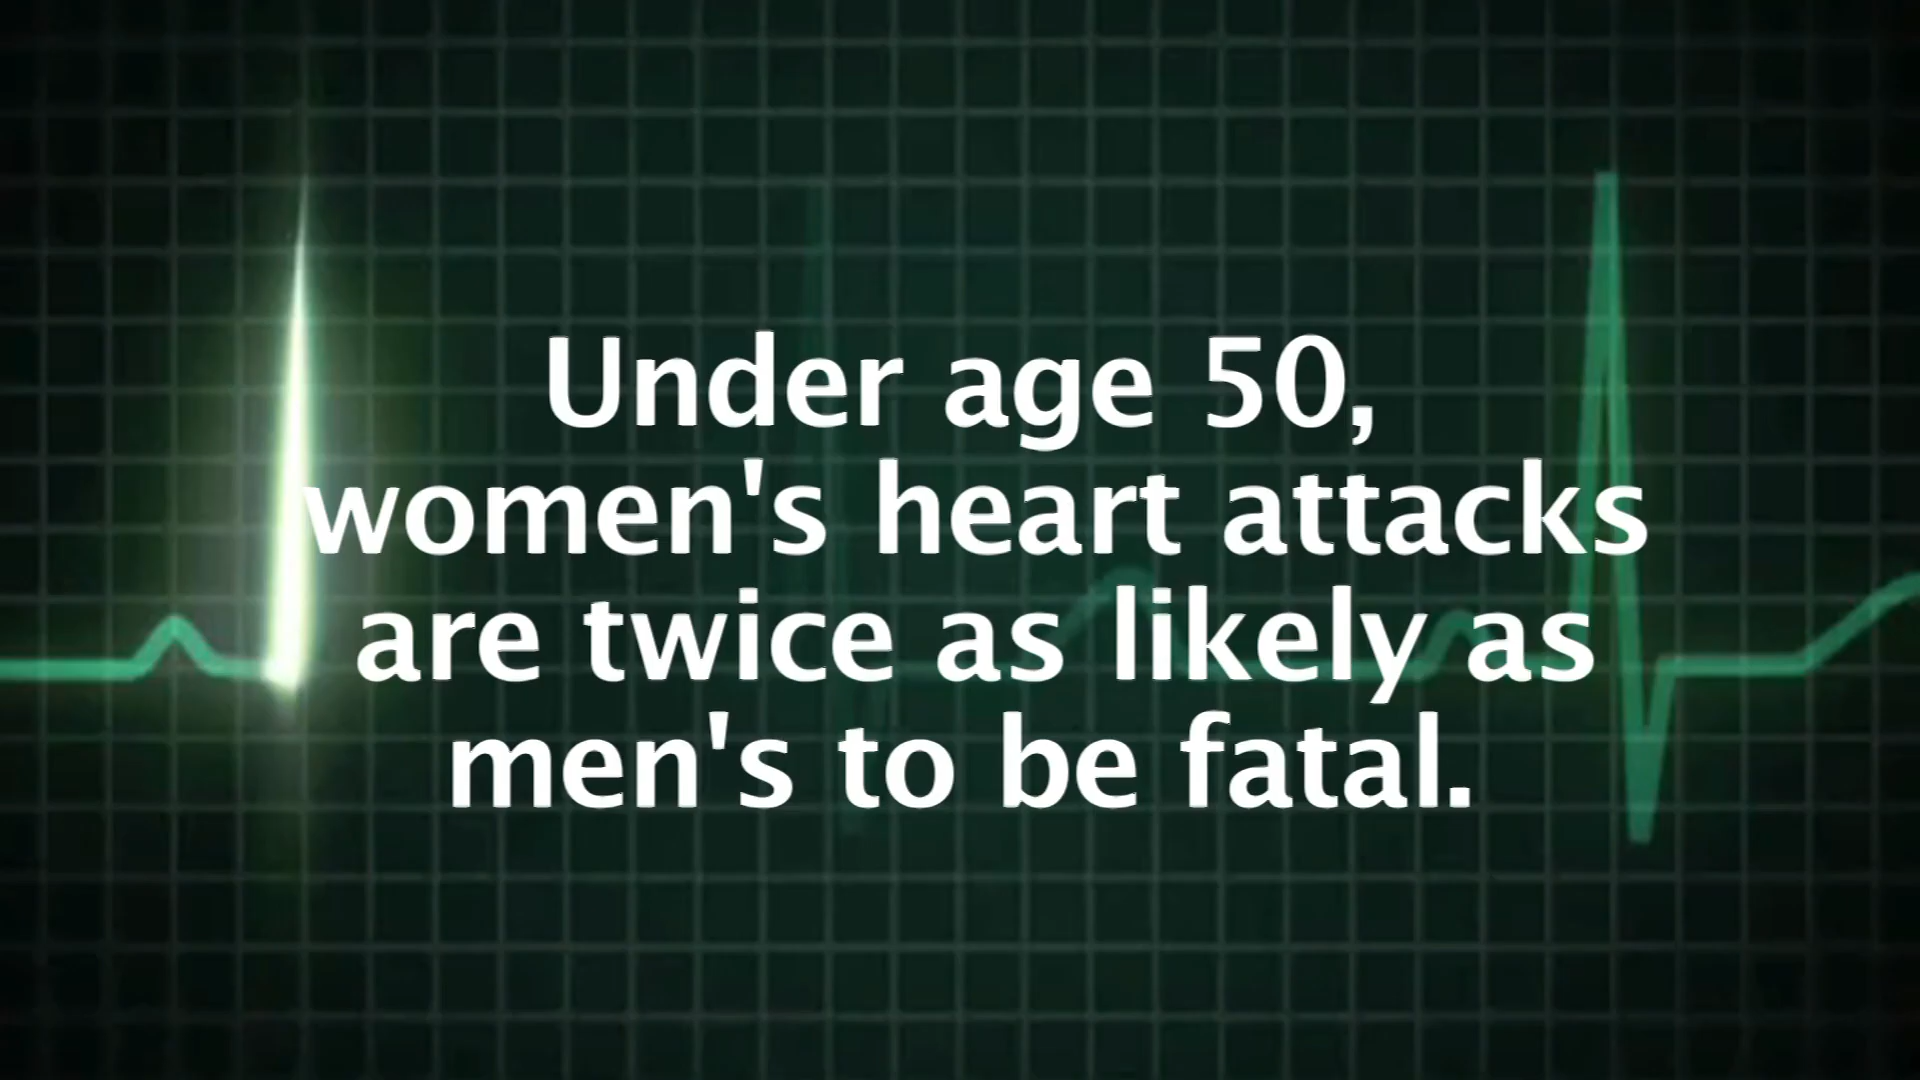 Under age 50,
women's heart attacks
are twice as likely as
men's to be fatal.